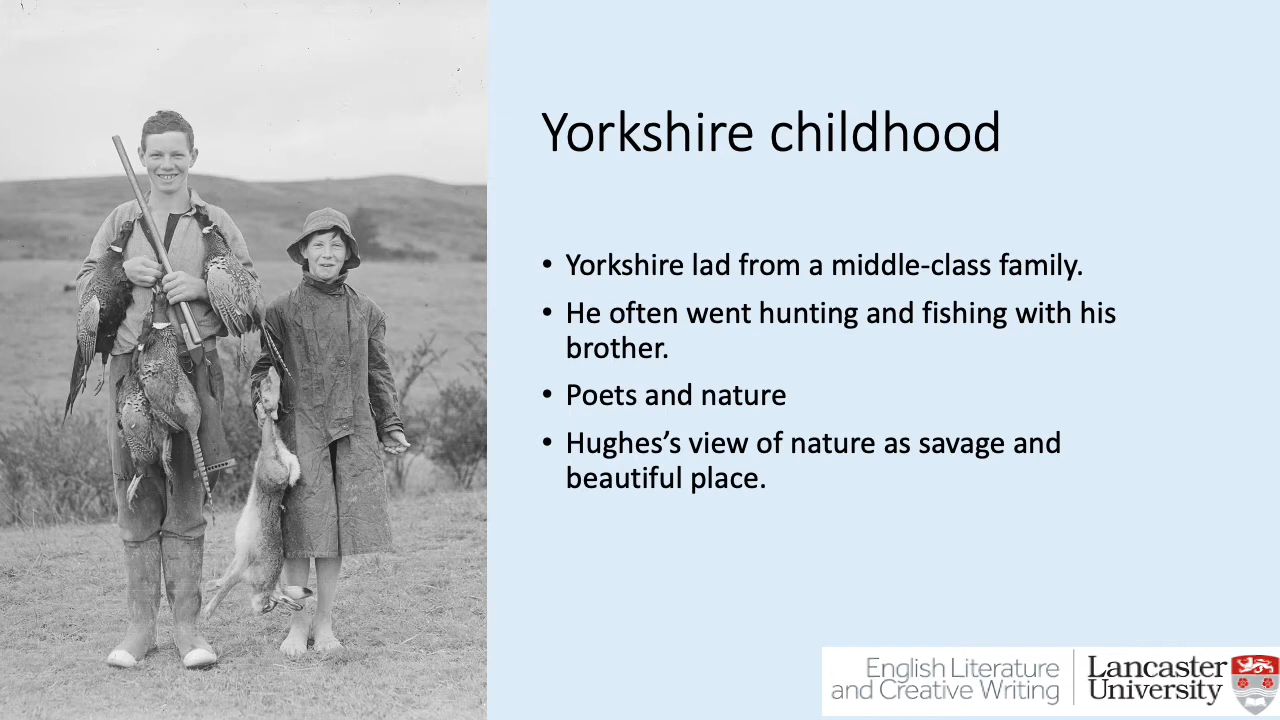 Yorkshire childhood
• Yorkshire lad from a middle-class family.
• He often went hunting and fishing with his
brother.
• Poets and nature
• Hughes’s view of nature as savage and
beautiful place.
English Literature
and Creative Writing
Lancaster
University